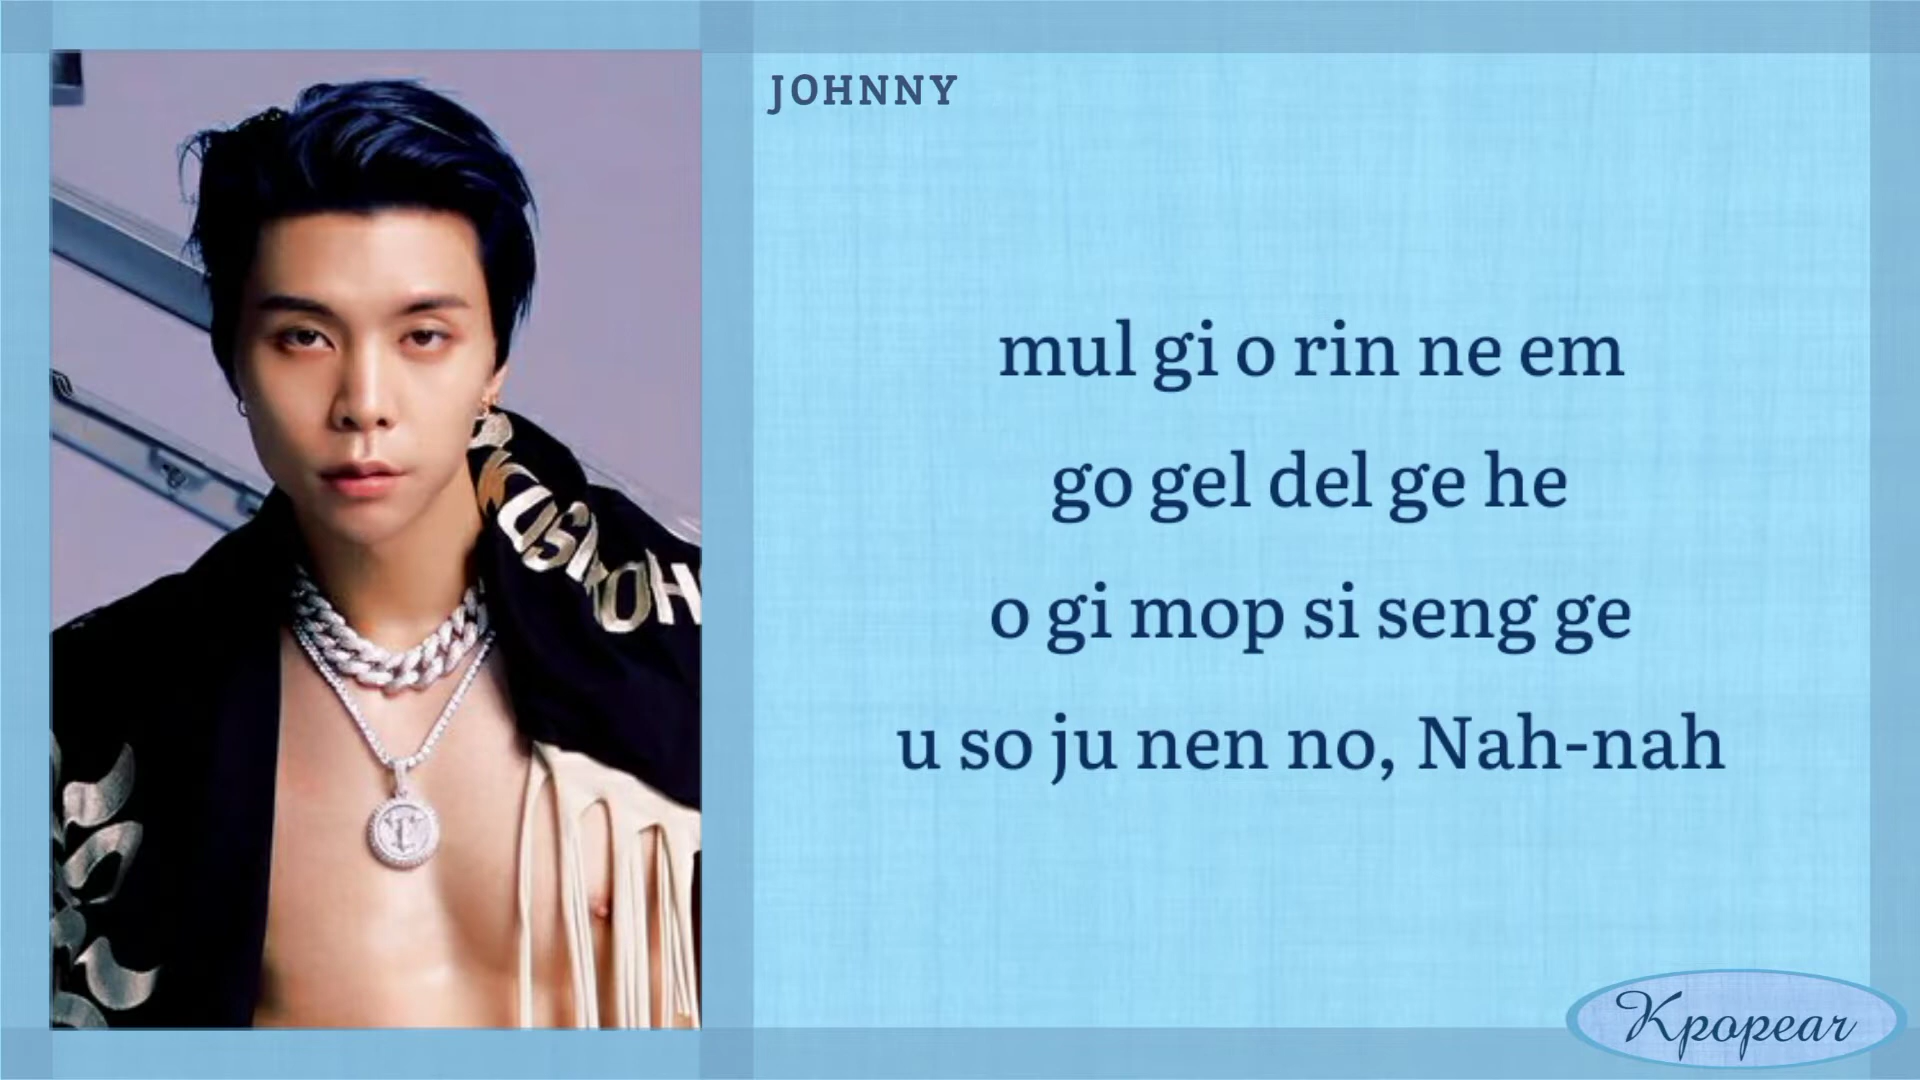 JOHNNY
mul gi o rin ne em
go gel del ge he
o gi mop si seng ge
u so ju nen no, Nah-nah
Kpopear